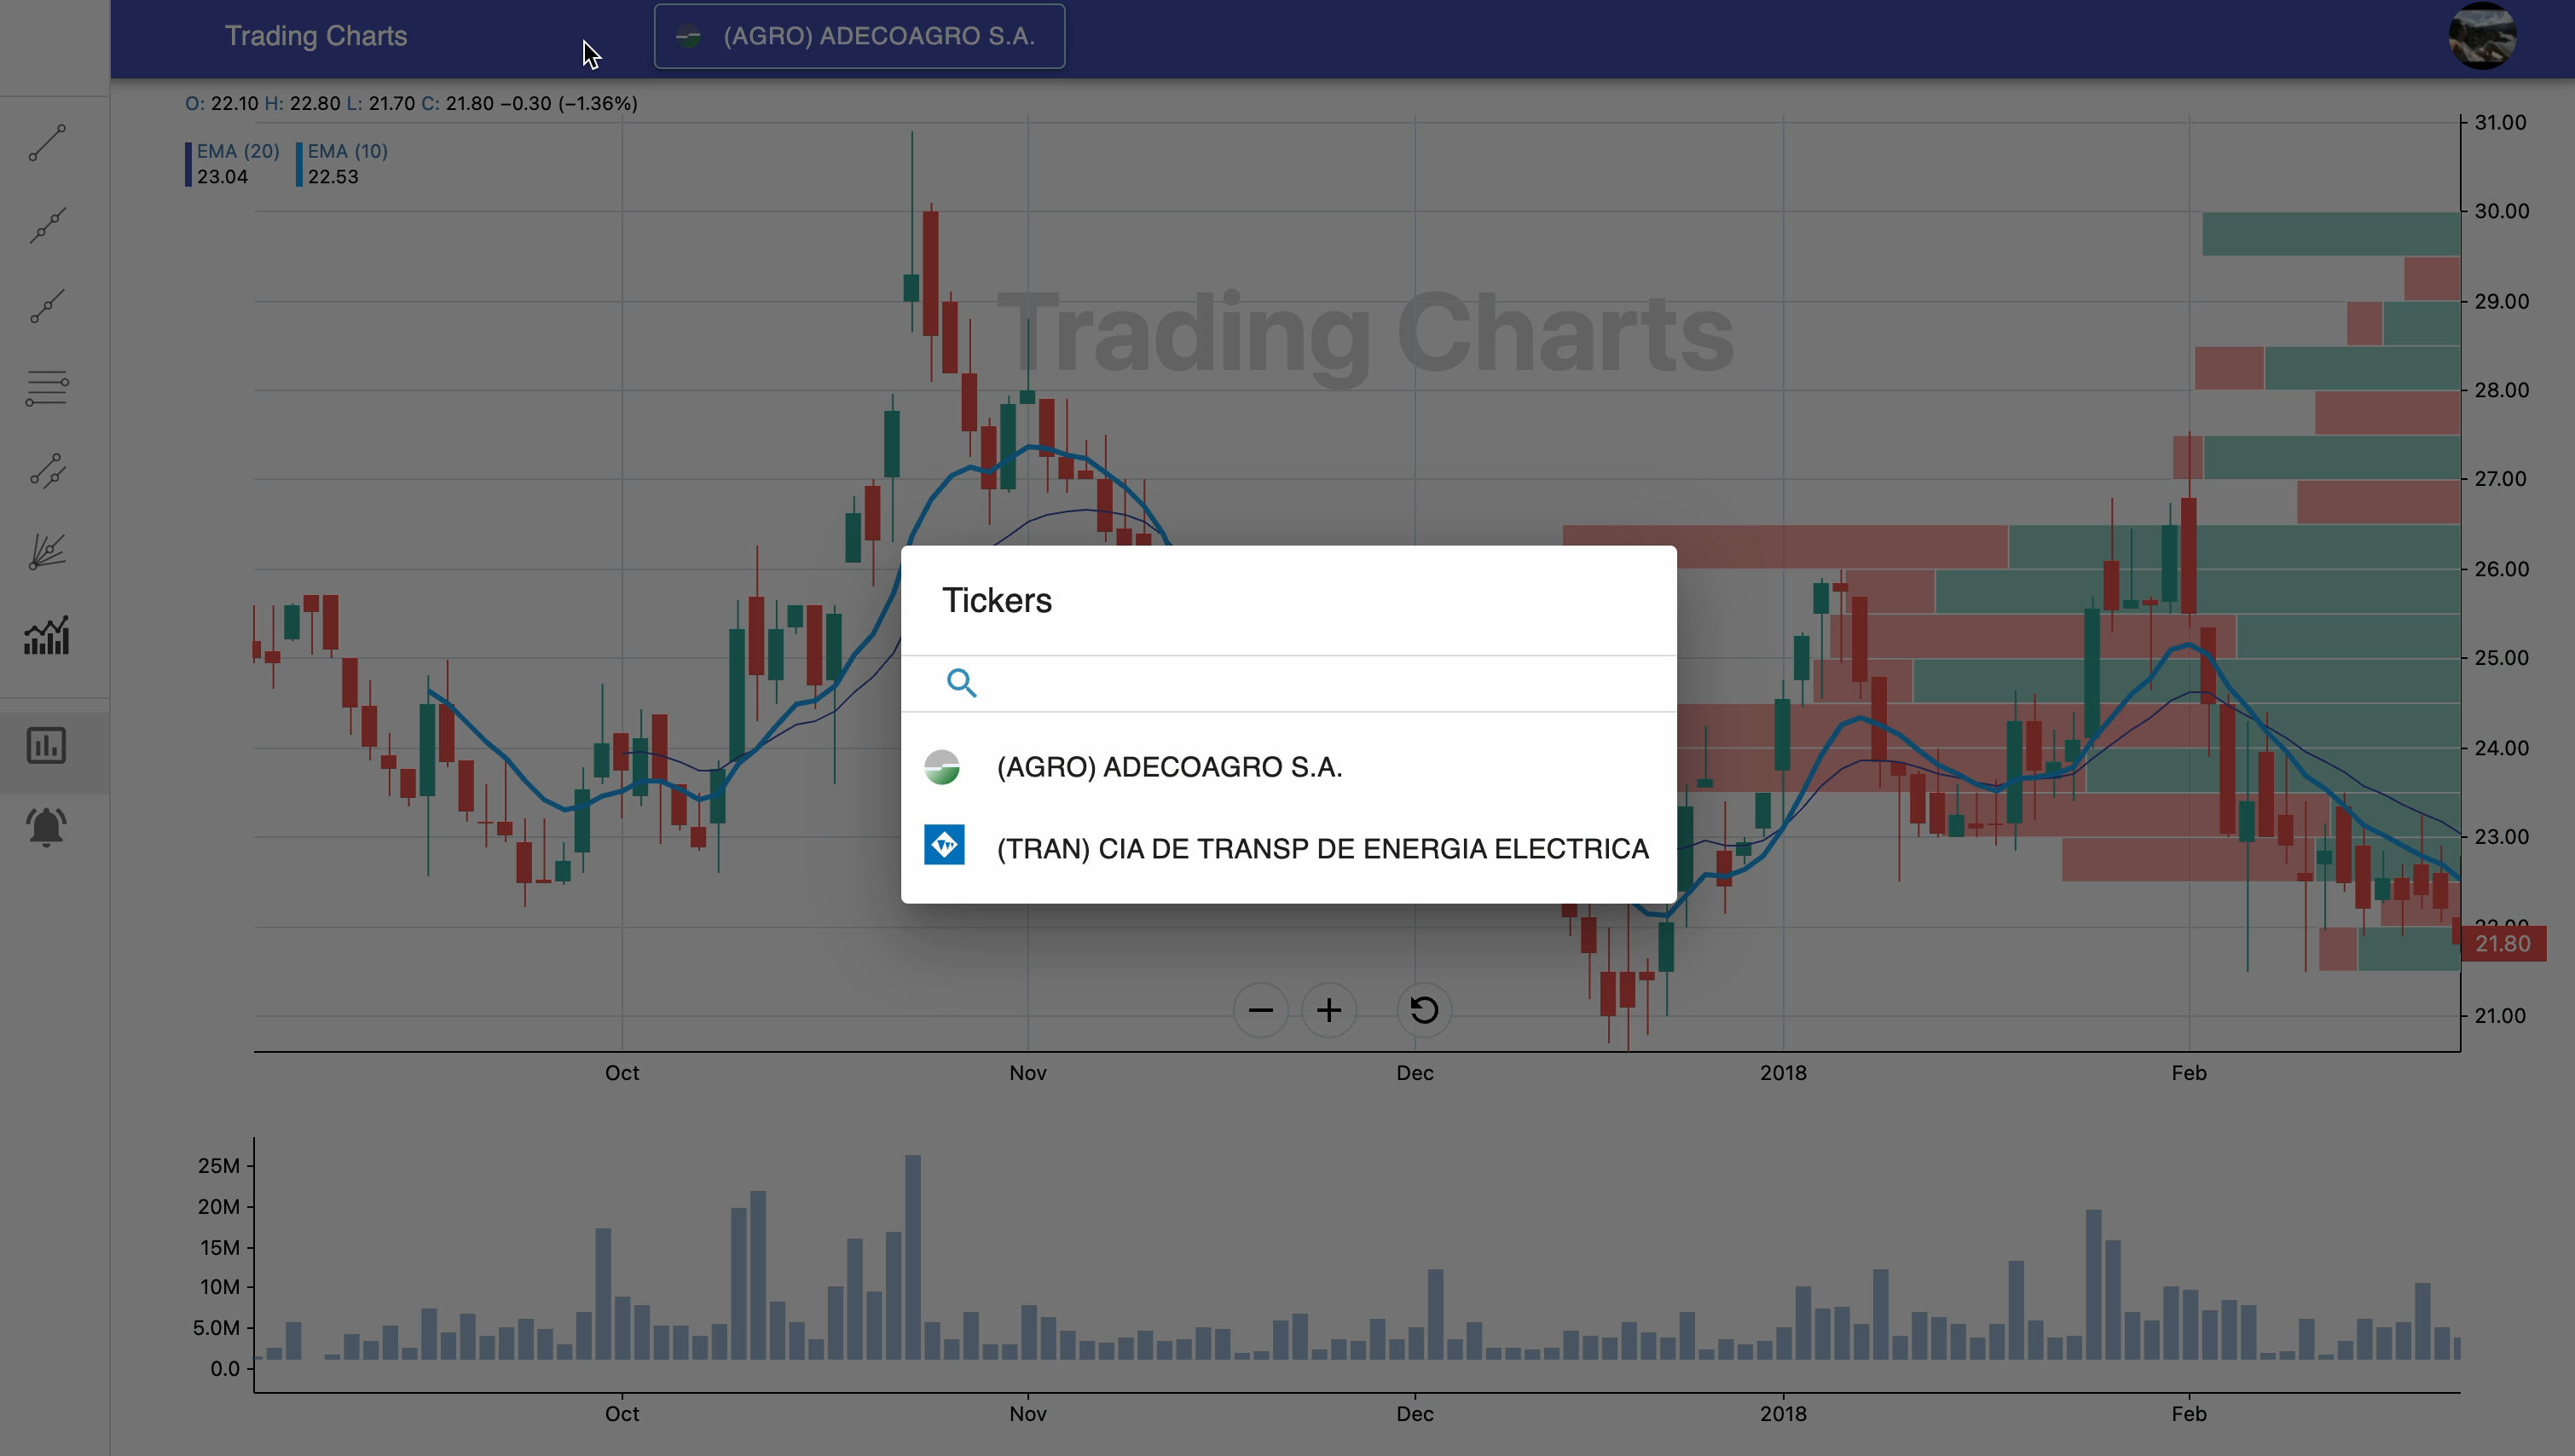 Trading Charts
(AGRO) ADECOAGRO S.A.
O: 22.10 H: 22.80 L: 21.70 C: 21.80 −0.30 (−1.36%)
EMA (20) EMA (10)
23.04 22.53
Trading Charts
31.00
30.00
29.00
28.00
27.00
26.00
25.00
24.00
23.00
22.00
21.80
21.00
Tickers
(AGRO) ADECOAGRO S.A.
(TRAN) CIA DE TRANSP DE ENERGIA ELECTRICA
Oct Nov Dec 2018 Feb
25M
20M
15M
10M
5.0M
0.0
Oct Nov Dec 2018 Feb